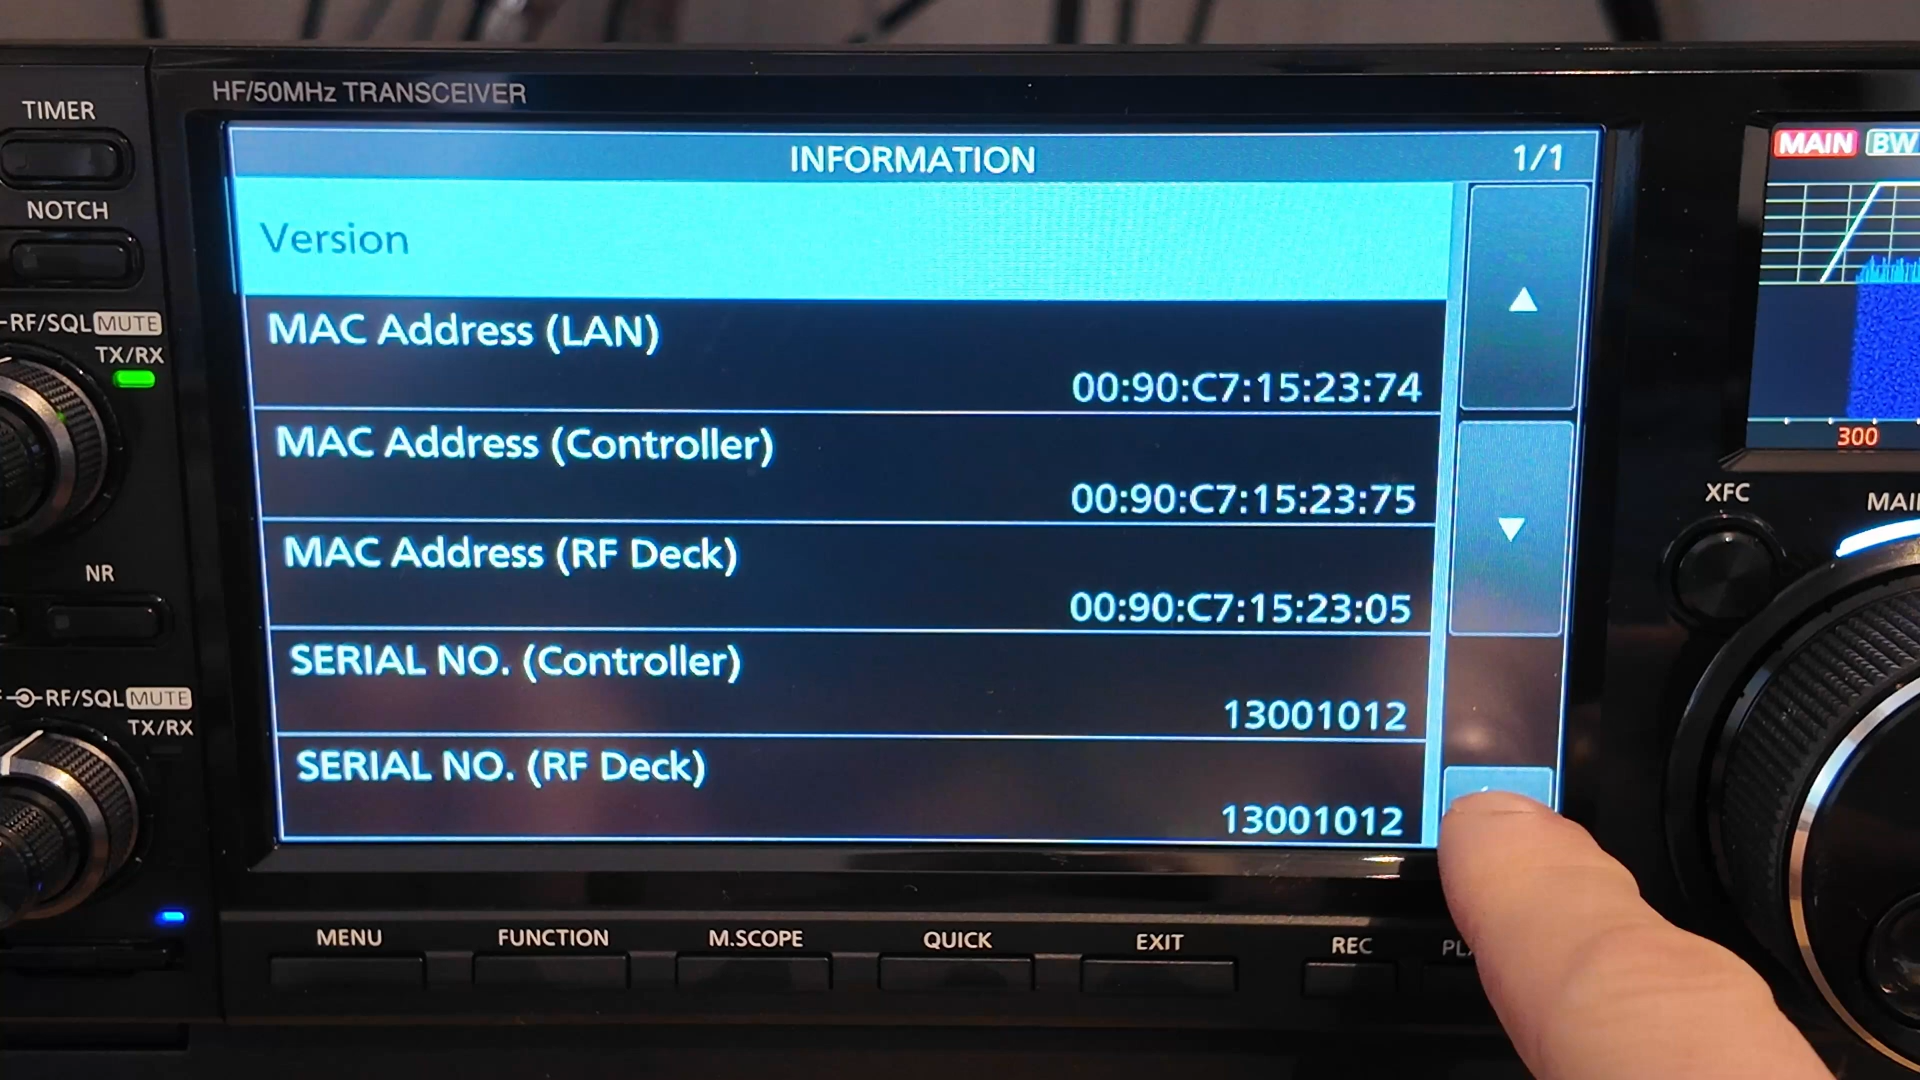 HF/50MHz TRANSCEIVER
TIMER
NOTCH
RF/SQL MUTE
TX/RX
NR
RF/SQL MUTE
TX/RX
INFORMATION 1/1
Version
MAC Address (LAN)
00:90:C7:15:23:74
MAC Address (Controller)
00:90:C7:15:23:75
MAC Address (RF Deck)
00:90:C7:15:23:05
SERIAL NO. (Controller)
13001012
SERIAL NO. (RF Deck)
13001012
MENU FUNCTION M.SCOPE QUICK EXIT REC
MAIN BW
300
XFC